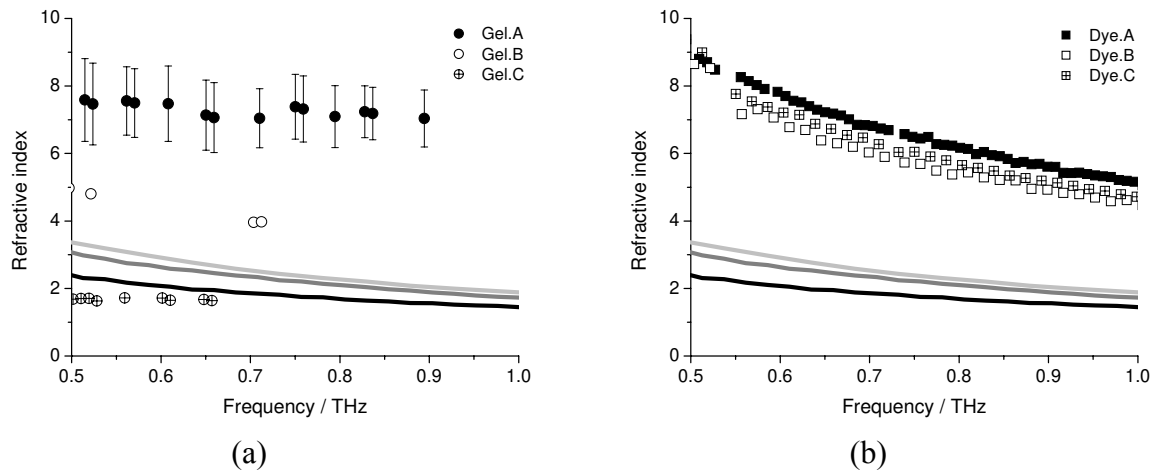 10
8
6
4
2
0
0.5 0.6 0.7 0.8 0.9 1.0
Refractive index
Frequency / THz
Gel.A
Gel.B
Gel.C
(a)
10
8
6
4
2
0
0.5 0.6 0.7 0.8 0.9 1.0
Refractive index
Frequency / THz
Dye.A
Dye.B
Dye.C
(b)